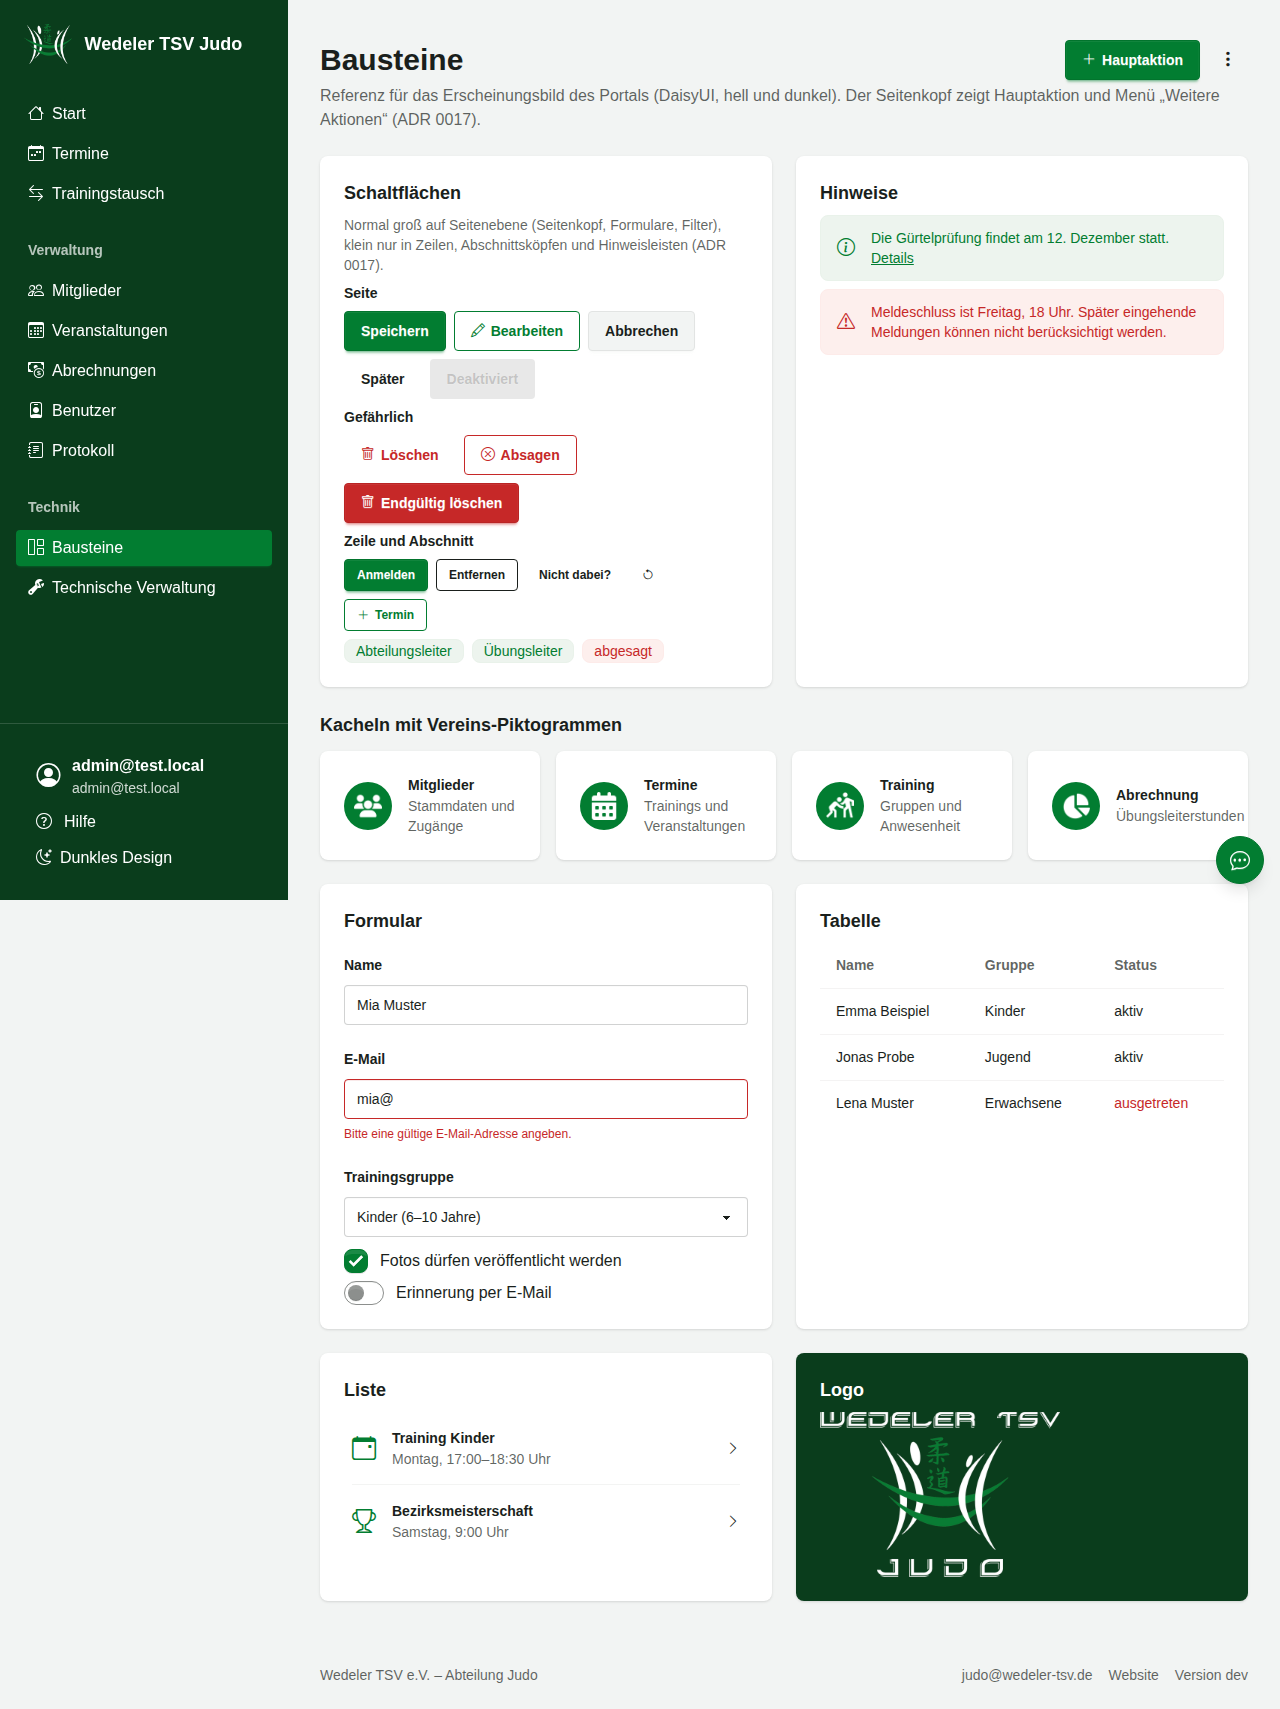 Wedeler TSV Judo
Start
Termine
Trainingstausch
Verwaltung
Mitglieder
Veranstaltungen
Abrechnungen
Benutzer
Protokoll
Technik
Bausteine
Technische Verwaltung
admin@test.local
admin@test.local
Hilfe
Dunkles Design
Bausteine
Hauptaktion
Referenz für das Erscheinungsbild des Portals (DaisyUI, hell und dunkel). Der Seitenkopf zeigt Hauptaktion und Menü „Weitere
Aktionen“ (ADR 0017).
Schaltflächen
Normal groß auf Seitenebene (Seitenkopf, Formulare, Filter),
klein nur in Zeilen, Abschnittsköpfen und Hinweisleisten (ADR
0017).
Seite
Speichern
Bearbeiten
Abbrechen
Später
Deaktiviert
Gefährlich
Löschen
Absagen
Endgültig löschen
Zeile und Abschnitt
Anmelden
Entfernen
Nicht dabei?
Termin
Abteilungsleiter
Übungsleiter
abgesagt
Hinweise
Die Gürtelprüfung findet am 12. Dezember statt.
Details
Meldeschluss ist Freitag, 18 Uhr. Später eingehende
Meldungen können nicht berücksichtigt werden.
Kacheln mit Vereins-Piktogrammen
Mitglieder
Stammdaten und
Zugänge
Termine
Trainings und
Veranstaltungen
Training
Gruppen und
Anwesenheit
Abrechnung
Übungsleiterstunden
Formular
Name
Mia Muster
E-Mail
mia@
Bitte eine gültige E-Mail-Adresse angeben.
Trainingsgruppe
Kinder (6–10 Jahre)
Fotos dürfen veröffentlicht werden
Erinnerung per E-Mail
Tabelle
Name Gruppe Status
Emma Beispiel Kinder aktiv
Jonas Probe Jugend aktiv
Lena Muster Erwachsene ausgetreten
Liste
Training Kinder
Montag, 17:00–18:30 Uhr
Bezirksmeisterschaft
Samstag, 9:00 Uhr
Logo
WEDELER TSV
柔
道
JUDO
Wedeler TSV e.V. – Abteilung Judo
judo@wedeler-tsv.de Website Version dev